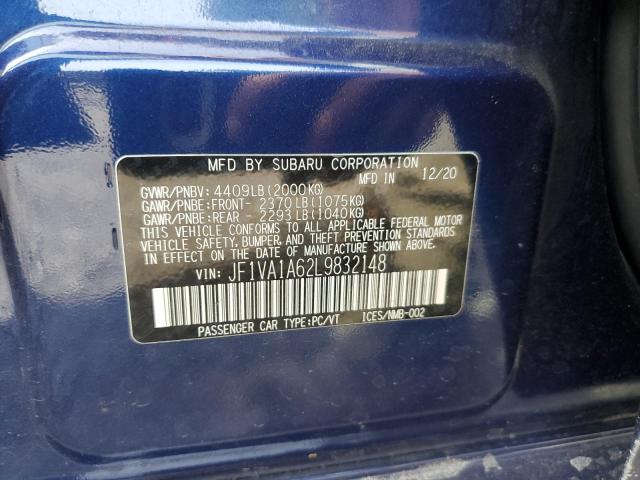 MFD BY SUBARU CORPORATION
MFD IN 12/20
GVWR/PNBV: 4409LB(2000KG)
GAWR/PNBE:FRONT- 2370LB(1075KG)
GAWR/PNBE:REAR - 2293LB(1040KG)
THIS VEHICLE CONFORMS TO ALL APPLICABLE FEDERAL MOTOR
VEHICLE SAFETY, BUMPER, AND THEFT PREVENTION STANDARDS
IN EFFECT ON THE DATE OF MANUFACTURE SHOWN ABOVE.
VIN: JF1VA1A62L9832148
PASSENGER CAR TYPE:PC/VT ICES/NMB-002